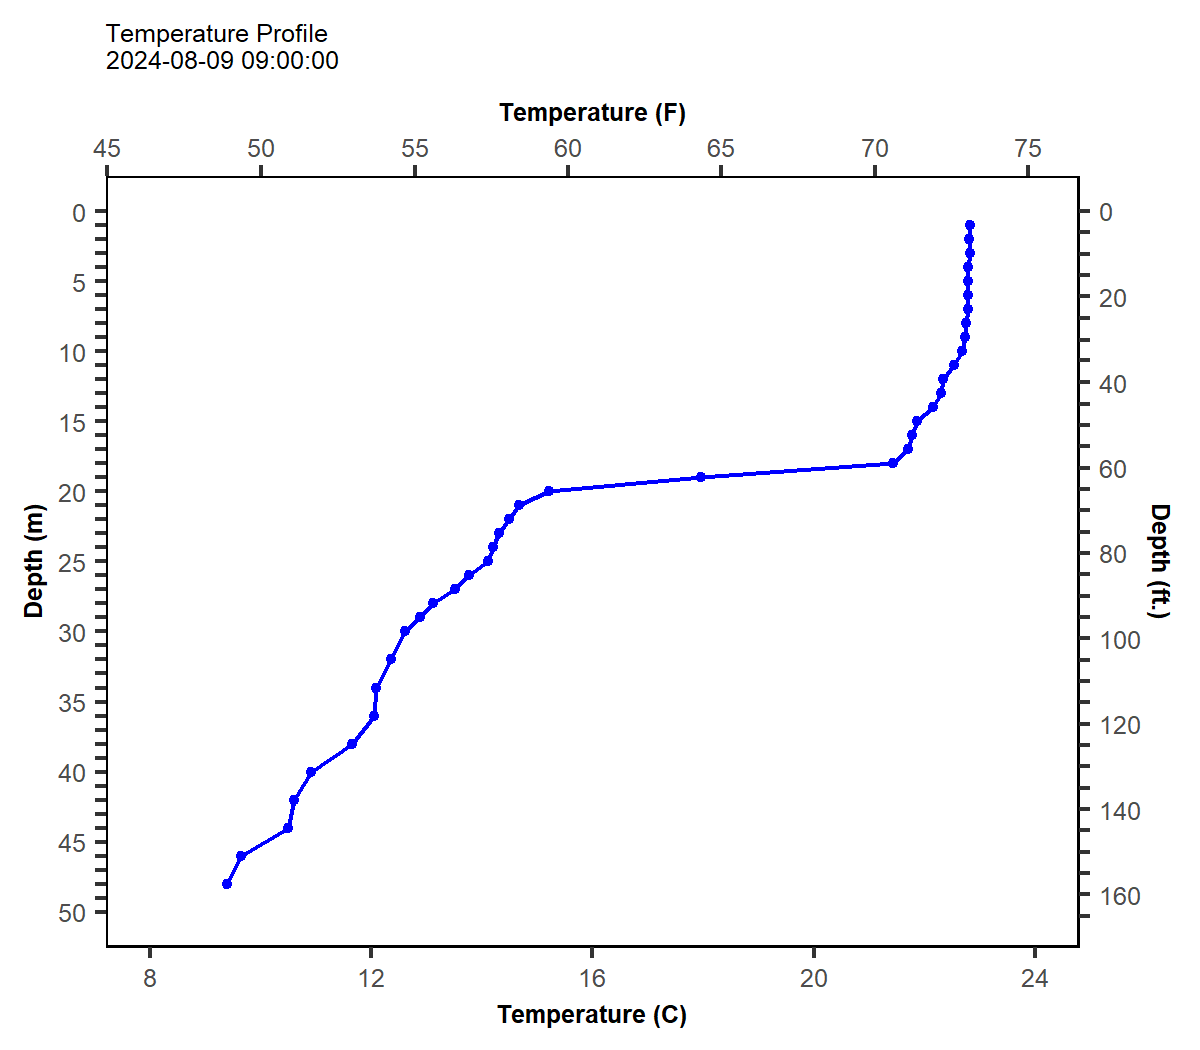 Temperature Profile
2024-08-09 09:00:00
Temperature (F)
45 50 55 60 65 70 75
0 0
5
20
10
40
15
60
20
Depth (m)
Depth (ft.)
80
25
30 100
35
120
40
140
45
160
50
8 12 16 20 24
Temperature (C)